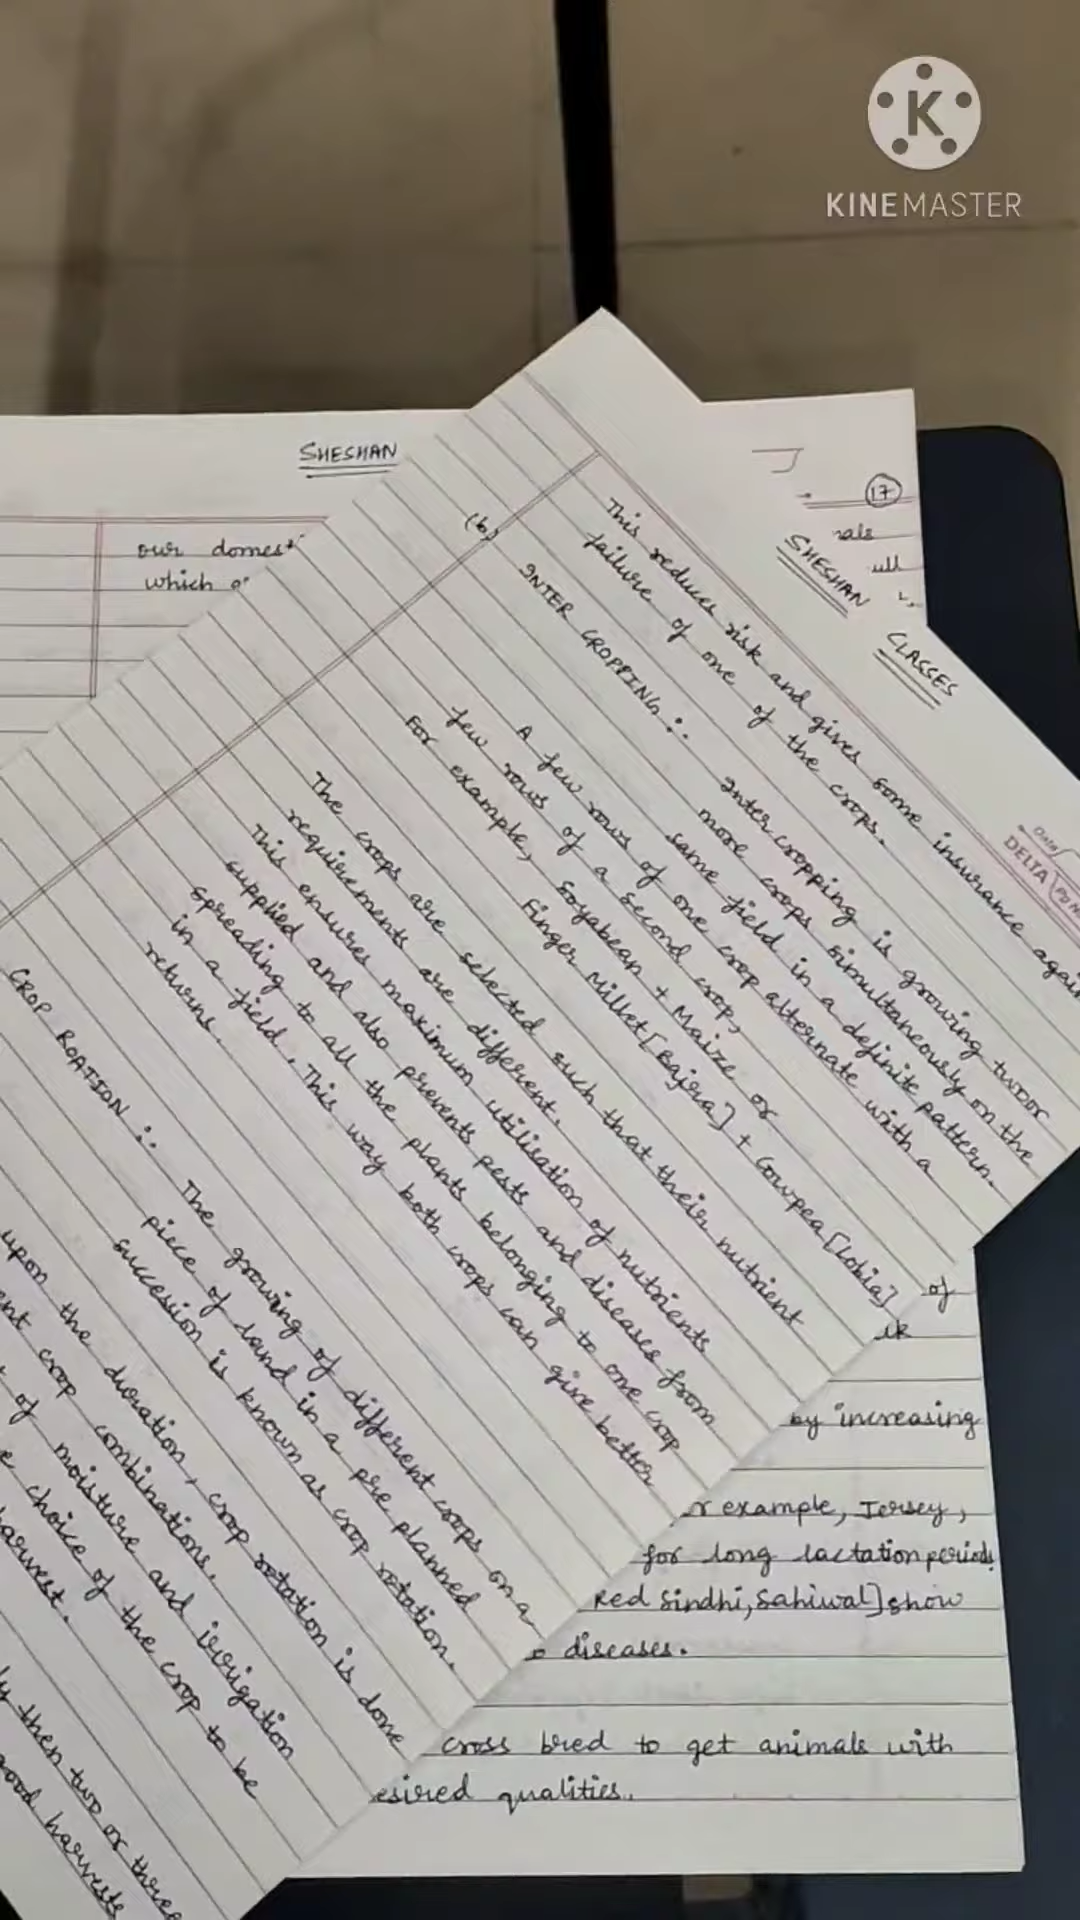 KINEMASTER
SHESHAN
our domest
which
17
SHESHAN CLASSES
DELTA
This reduces risk and gives some insurance again
failure of one of the crops.
(b) INTER CROPPING :
Inter cropping is growing two or
more crops simultaneously on the
same field in a definite pattern.
A few rows of one crop alternate with a
few rows of a second crop,
For example, Soyabean + Maize or
Finger Millet [Bajra] + Cowpea [Lobia]
The crops are selected such that their nutrient
requirements are different.
This ensures maximum utilisation of nutrients
supplied and also prevents pests and diseases from
spreading to all the plants belonging to one crop
in a field. This way both crops can give better
returns.
CROP ROATION :
The growing of different crops on a
piece of land in a pre planned
succession is known as crop rotation.
upon the duration, crop rotation is done
ent crop combinations.
of moisture and irrigation
e choice of the crop to be
harvest.
ly then two or three
good harvests
of
by increasing
example, Jersey,
for long lactation periods
Red Sindhi, Sahiwal] show
diseases.
cross bred to get animals with
esired qualities.